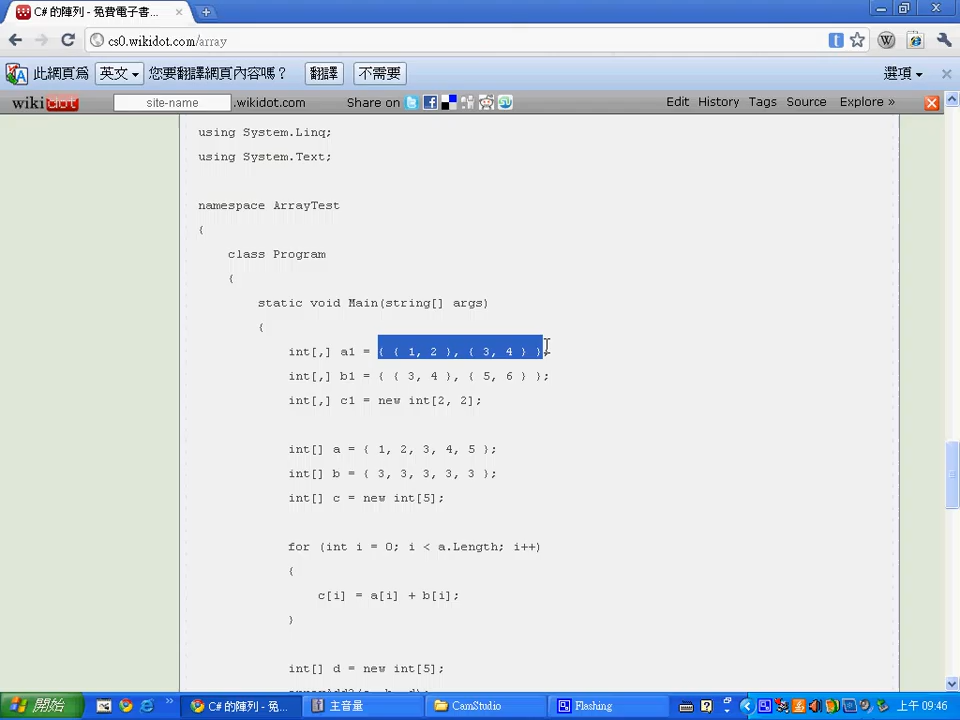 C# 的陣列 - 免費電子書...
cs0.wikidot.com/array
此網頁爲 英文 您要翻譯網頁內容嗎？ 翻譯 不需要 選項
wikidot site-name .wikidot.com Share on Edit History Tags Source Explore »
using System.Linq;
using System.Text;
namespace ArrayTest
{
class Program
{
static void Main(string[] args)
{
int[,] a1 = { { 1, 2 }, { 3, 4 } };
int[,] b1 = { { 3, 4 }, { 5, 6 } };
int[,] c1 = new int[2, 2];
int[] a = { 1, 2, 3, 4, 5 };
int[] b = { 3, 3, 3, 3, 3 };
int[] c = new int[5];
for (int i = 0; i < a.Length; i++)
{
c[i] = a[i] + b[i];
}
int[] d = new int[5];
開始 C# 的陣列 - 免... 主音量 CamStudio Flashing 上午 09:46